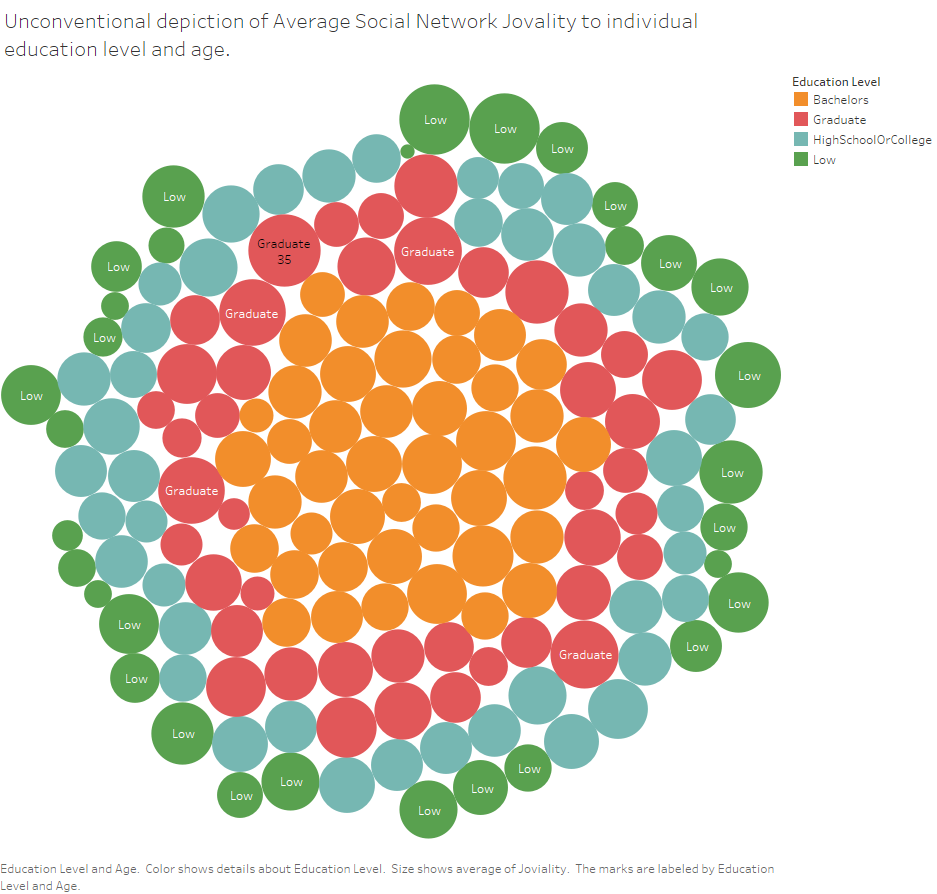 Unconventional depiction of Average Social Network Jovality to individual
education level and age.
Education Level
Bachelors
Graduate
HighSchoolOrCollege
Low
Low
Low
Low
Low
Low
Graduate
35
Graduate
Low
Low
Low
Graduate
Low
Low
Low
Low
Graduate
Low
Low
Low
Low
Graduate
Low
Low
Low
Low
Low
Low
Low
Low
Education Level and Age.  Color shows details about Education Level.  Size shows average of Joviality.  The marks are labeled by Education
Level and Age.